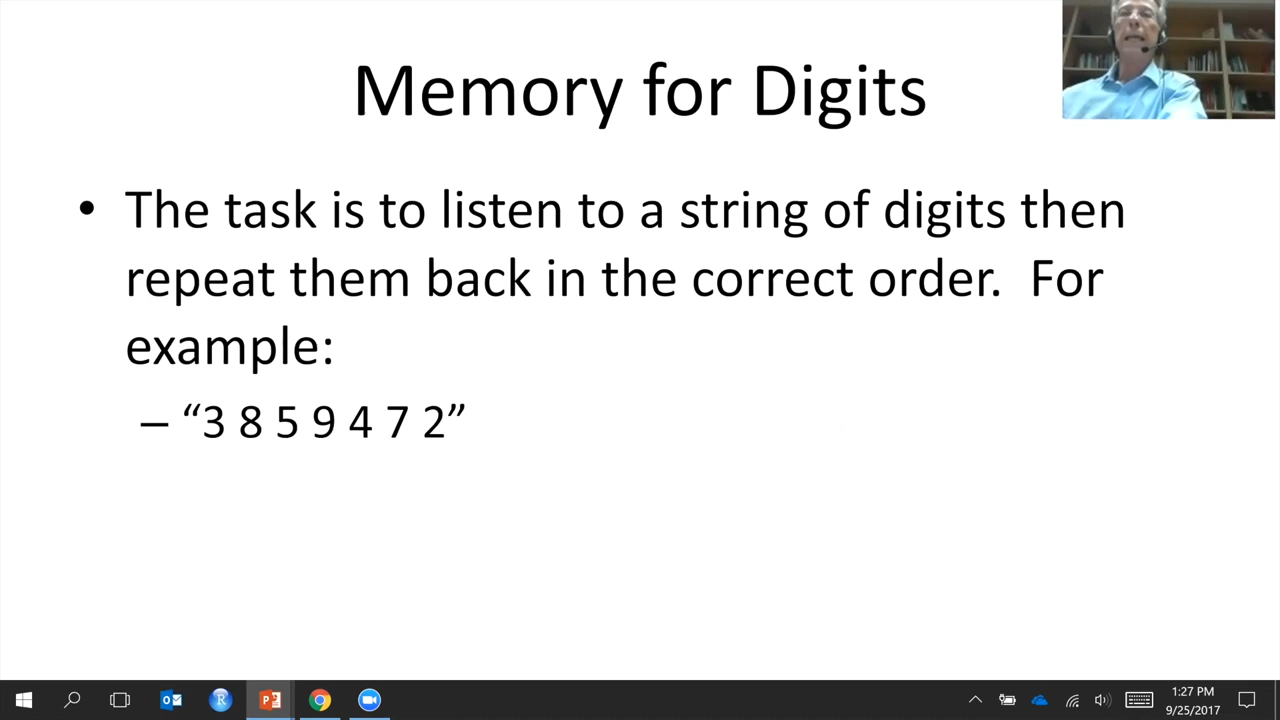 Memory for Digits
• The task is to listen to a string of digits then
repeat them back in the correct order.  For
example:
– “3 8 5 9 4 7 2”
1:27 PM
9/25/2017